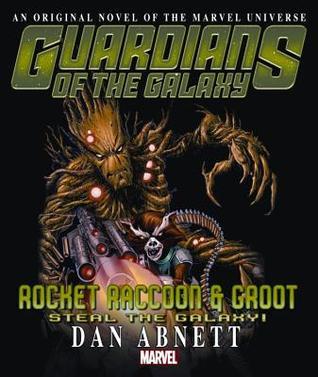 AN ORIGINAL NOVEL OF THE MARVEL UNIVERSE
GUARDIANS
OF THE GALAXY
ROCKET RACCOON & GROOT
STEAL THE GALAXY!
DAN ABNETT
MARVEL